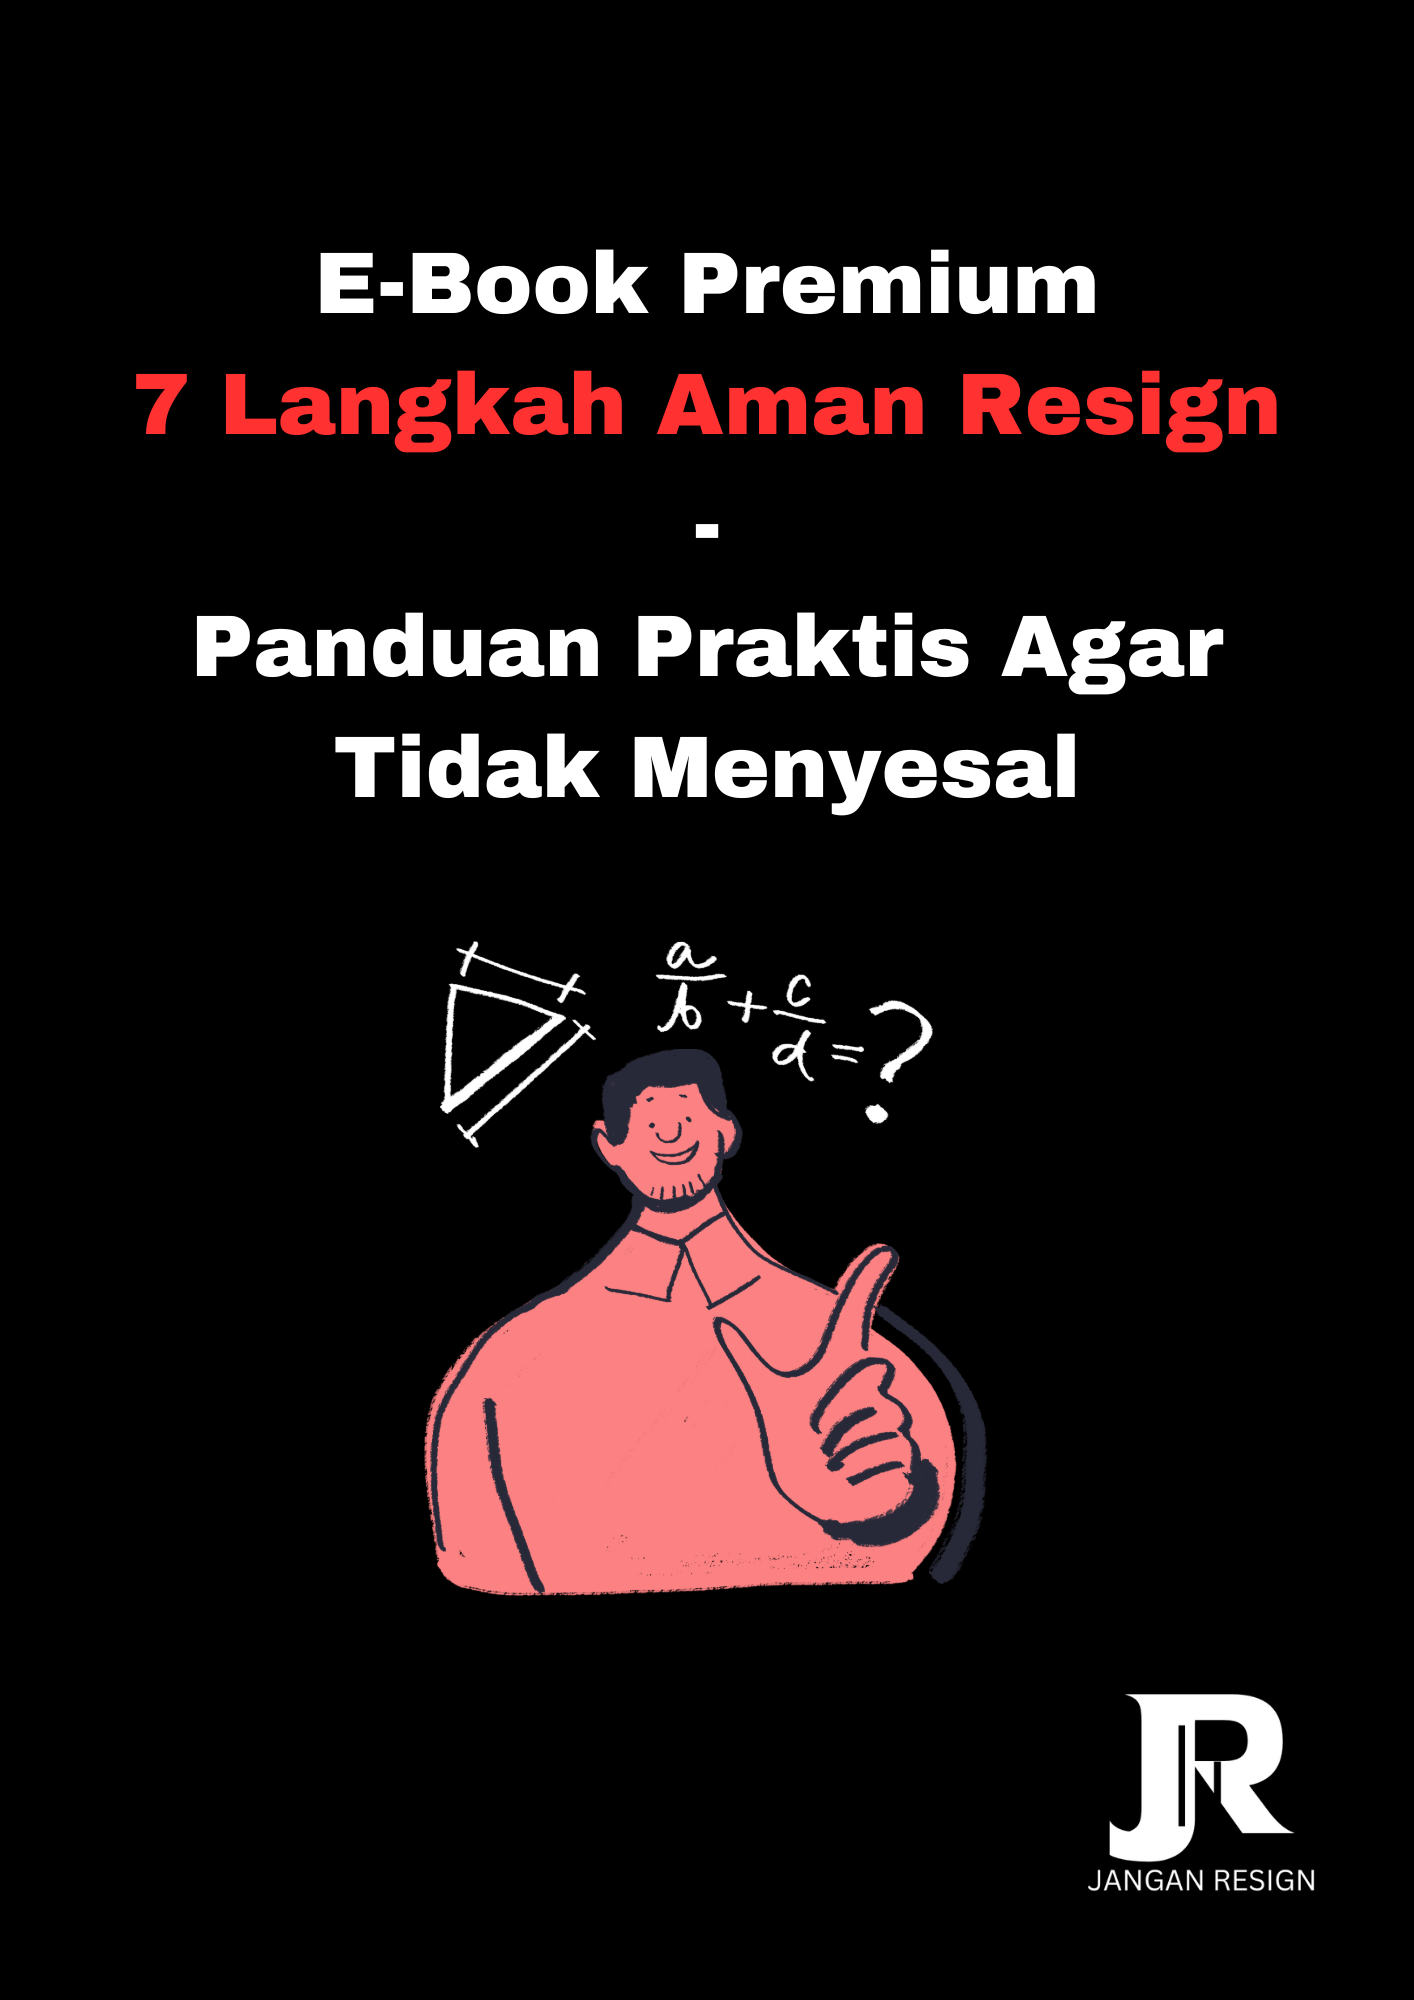 E-Book Premium
7 Langkah Aman Resign
-
Panduan Praktis Agar
Tidak Menyesal
a/b + c/d = ?
JR
JANGAN RESIGN